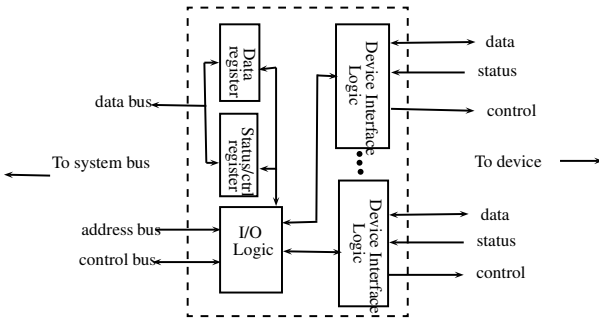 Data
register
Status/ctrl
register
I/O
Logic
Device Interface
Logic
Device Interface
Logic
data bus
To system bus
address bus
control bus
data
status
control
To device
data
status
control